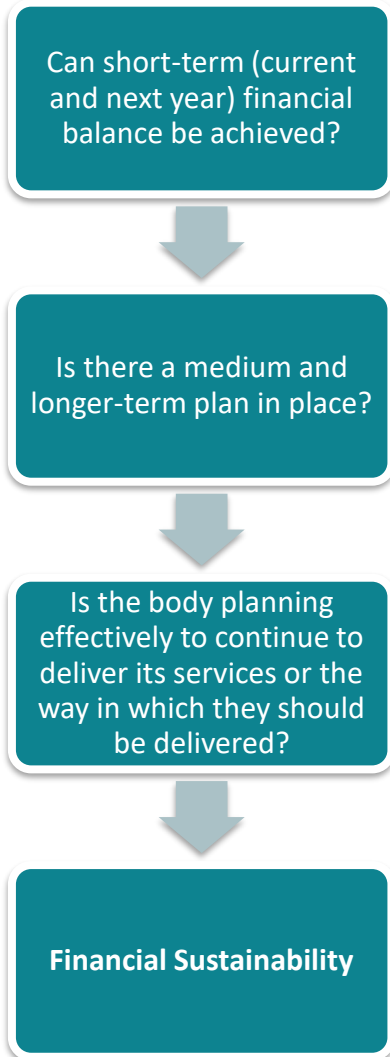 Can short-term (current
and next year) financial
balance be achieved?
Is there a medium and
longer-term plan in place?
Is the body planning
effectively to continue to
deliver its services or the
way in which they should
be delivered?
Financial Sustainability